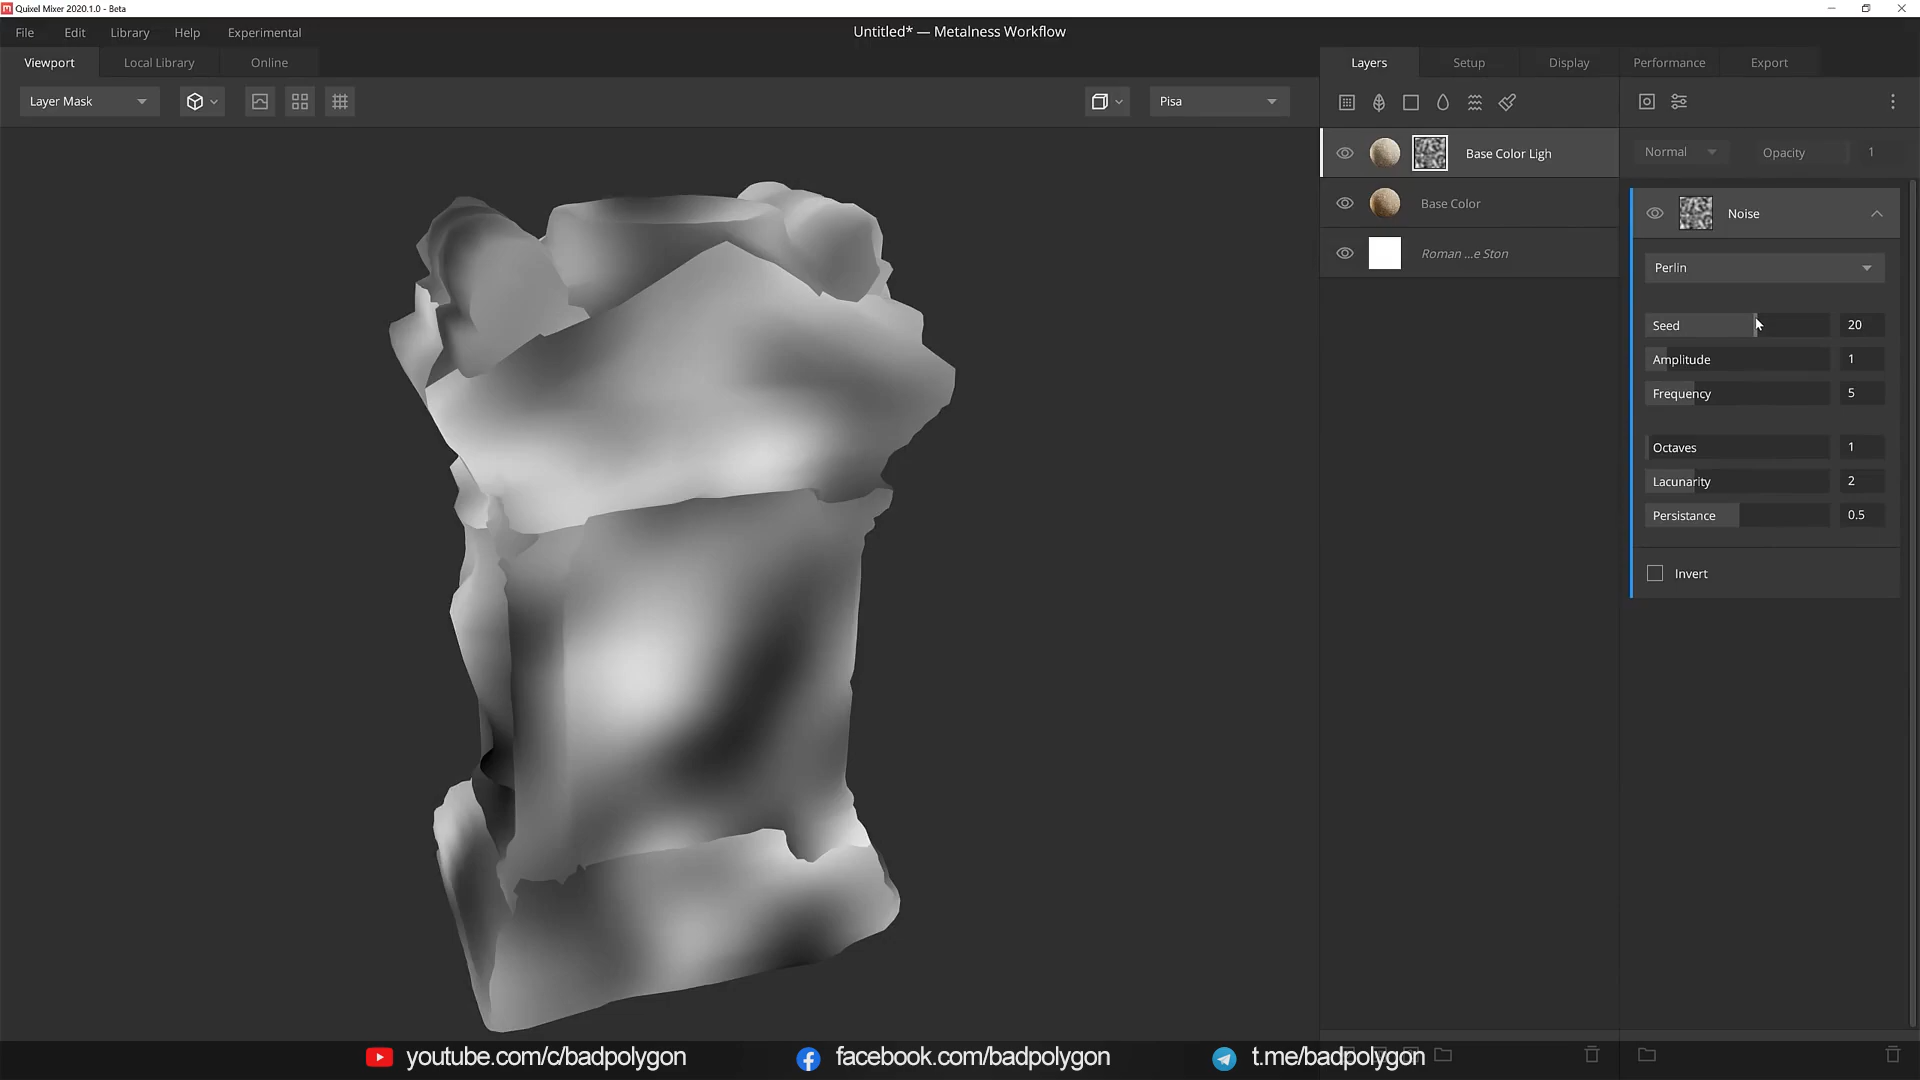 Quixel Mixer 2020.1.0 - Beta
File Edit Library Help Experimental
Untitled* — Metalness Workflow
Viewport Local Library Online
Layers Setup Display Performance Export
Layer Mask
Pisa
Base Color Ligh
Normal Opacity 1
Base Color
Noise
Roman ...e Ston
Perlin
Seed 20
Amplitude 1
Frequency 5
Octaves 1
Lacunarity 2
Persistance 0.5
Invert
youtube.com/c/badpolygon facebook.com/badpolygon t.me/badpolygon